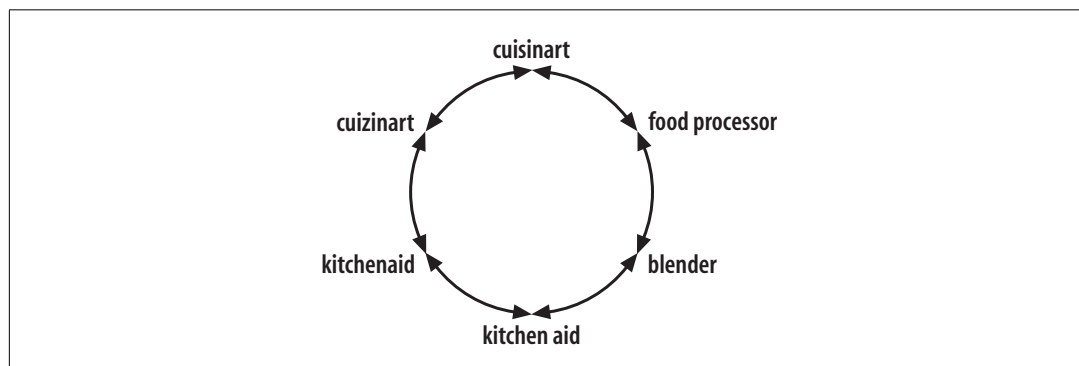 cuisinart
cuizinart
food processor
kitchenaid
blender
kitchen aid